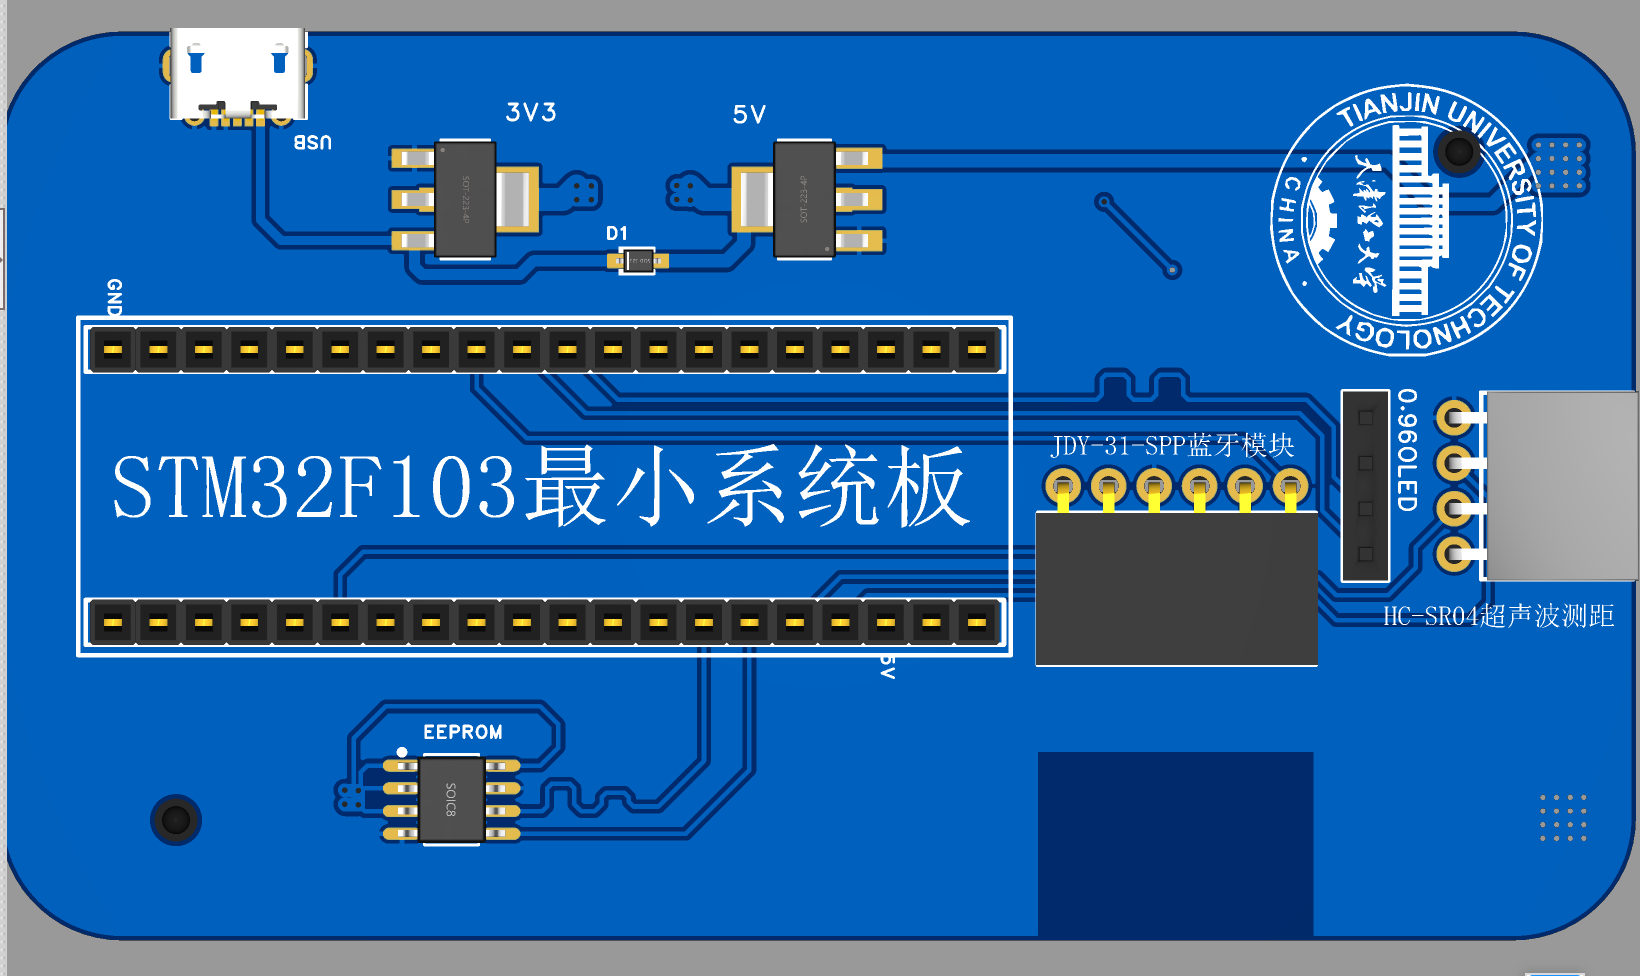 USB
3V3
5V
SOT-223-4P
SOT-223-4P
D1
TIANJIN UNIVERSITY OF TECHNOLOGY
· CHINA ·
天津理工大学
GND
STM32F103最小系统板
JDY-31-SPP蓝牙模块
0.96OLED
HC-SR04超声波测距
5V
EEPROM
SOIC8